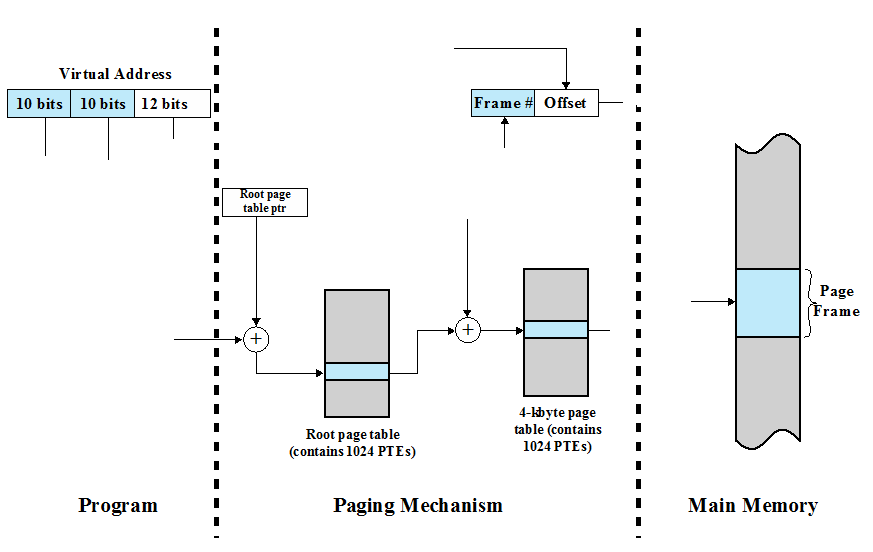 Virtual Address
10 bits 10 bits 12 bits
Frame # Offset
Root page
table ptr
+
+
Page
Frame
Root page table
(contains 1024 PTEs)
4-kbyte page
table (contains
1024 PTEs)
Program
Paging Mechanism
Main Memory